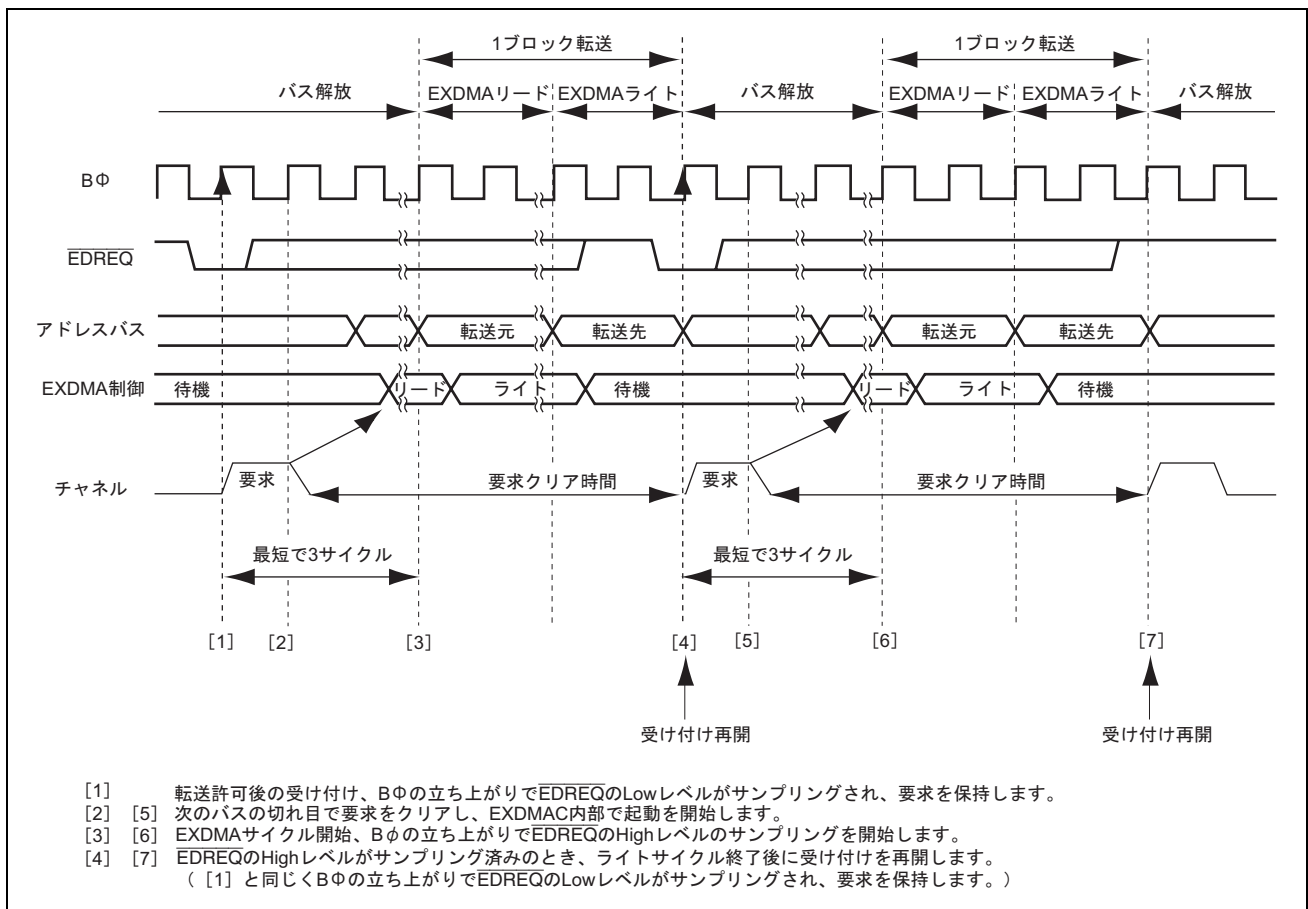 1ブロック転送 1ブロック転送
バス解放 EXDMAリード EXDMAライト バス解放 EXDMAリード EXDMAライト バス解放
BΦ
EDREQ
アドレスバス 転送元 転送先 転送元 転送先
EXDMA制御 待機 リード ライト 待機 リード ライト 待機
チャネル 要求 要求クリア時間 要求 要求クリア時間
最短で3サイクル 最短で3サイクル
[1] [2] [3] [4] [5] [6] [7]
受け付け再開 受け付け再開
[1] 転送許可後の受け付け、BΦの立ち上がりでEDREQのLowレベルがサンプリングされ、要求を保持します。
[2] [5] 次のバスの切れ目で要求をクリアし、EXDMAC内部で起動を開始します。
[3] [6] EXDMAサイクル開始、Bφの立ち上がりでEDREQのHighレベルのサンプリングを開始します。
[4] [7] EDREQのHighレベルがサンプリング済みのとき、ライトサイクル終了後に受け付けを再開します。
([1]と同じくBΦの立ち上がりでEDREQのLowレベルがサンプリングされ、要求を保持します。)